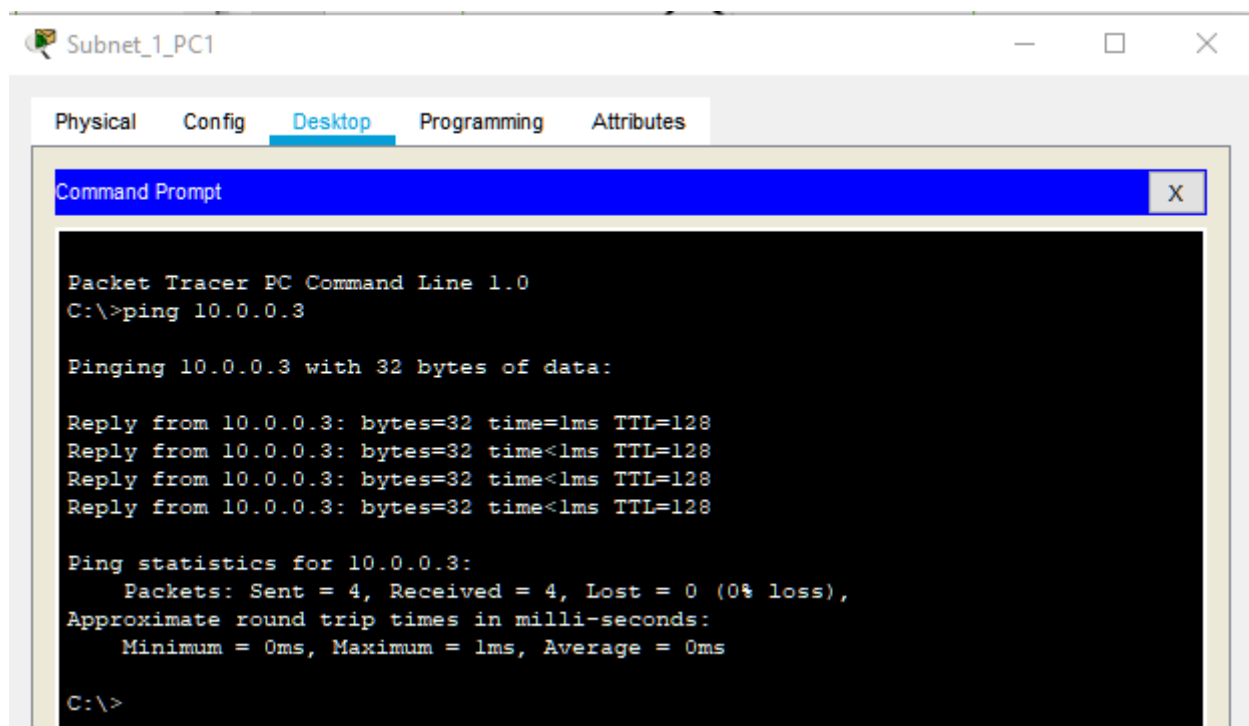 Subnet_1_PC1
Physical Config Desktop Programming Attributes
Command Prompt X
Packet Tracer PC Command Line 1.0
C:\>ping 10.0.0.3
Pinging 10.0.0.3 with 32 bytes of data:
Reply from 10.0.0.3: bytes=32 time=1ms TTL=128
Reply from 10.0.0.3: bytes=32 time<1ms TTL=128
Reply from 10.0.0.3: bytes=32 time<1ms TTL=128
Reply from 10.0.0.3: bytes=32 time<1ms TTL=128
Ping statistics for 10.0.0.3:
Packets: Sent = 4, Received = 4, Lost = 0 (0% loss),
Approximate round trip times in milli-seconds:
Minimum = 0ms, Maximum = 1ms, Average = 0ms
C:\>